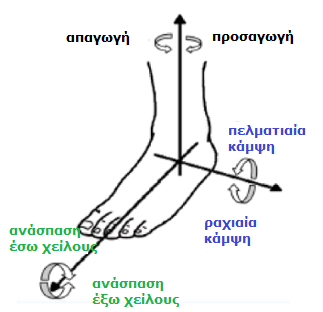 απαγωγή
προσαγωγή
πελματιαία
κάμψη
ραχιαία
κάμψη
ανάσπαση
έσω χείλους
ανάσπαση
έξω χείλους